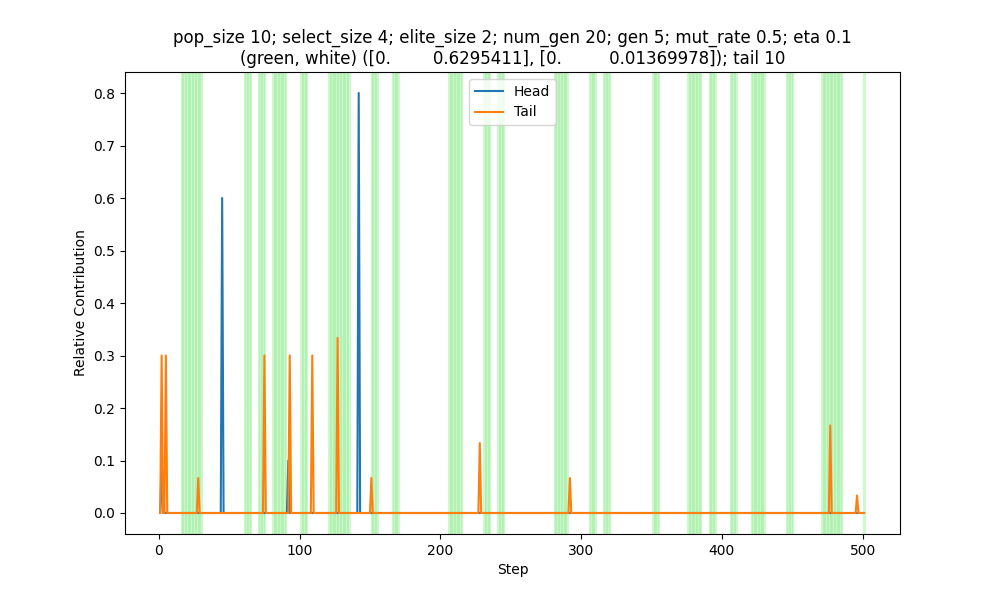 pop_size 10; select_size 4; elite_size 2; num_gen 20; gen 5; mut_rate 0.5; eta 0.1
(green, white) ([0.        0.6295411], [0.         0.01369978]); tail 10
Head
Tail
Relative Contribution
0.8
0.7
0.6
0.5
0.4
0.3
0.2
0.1
0.0
0 100 200 300 400 500
Step